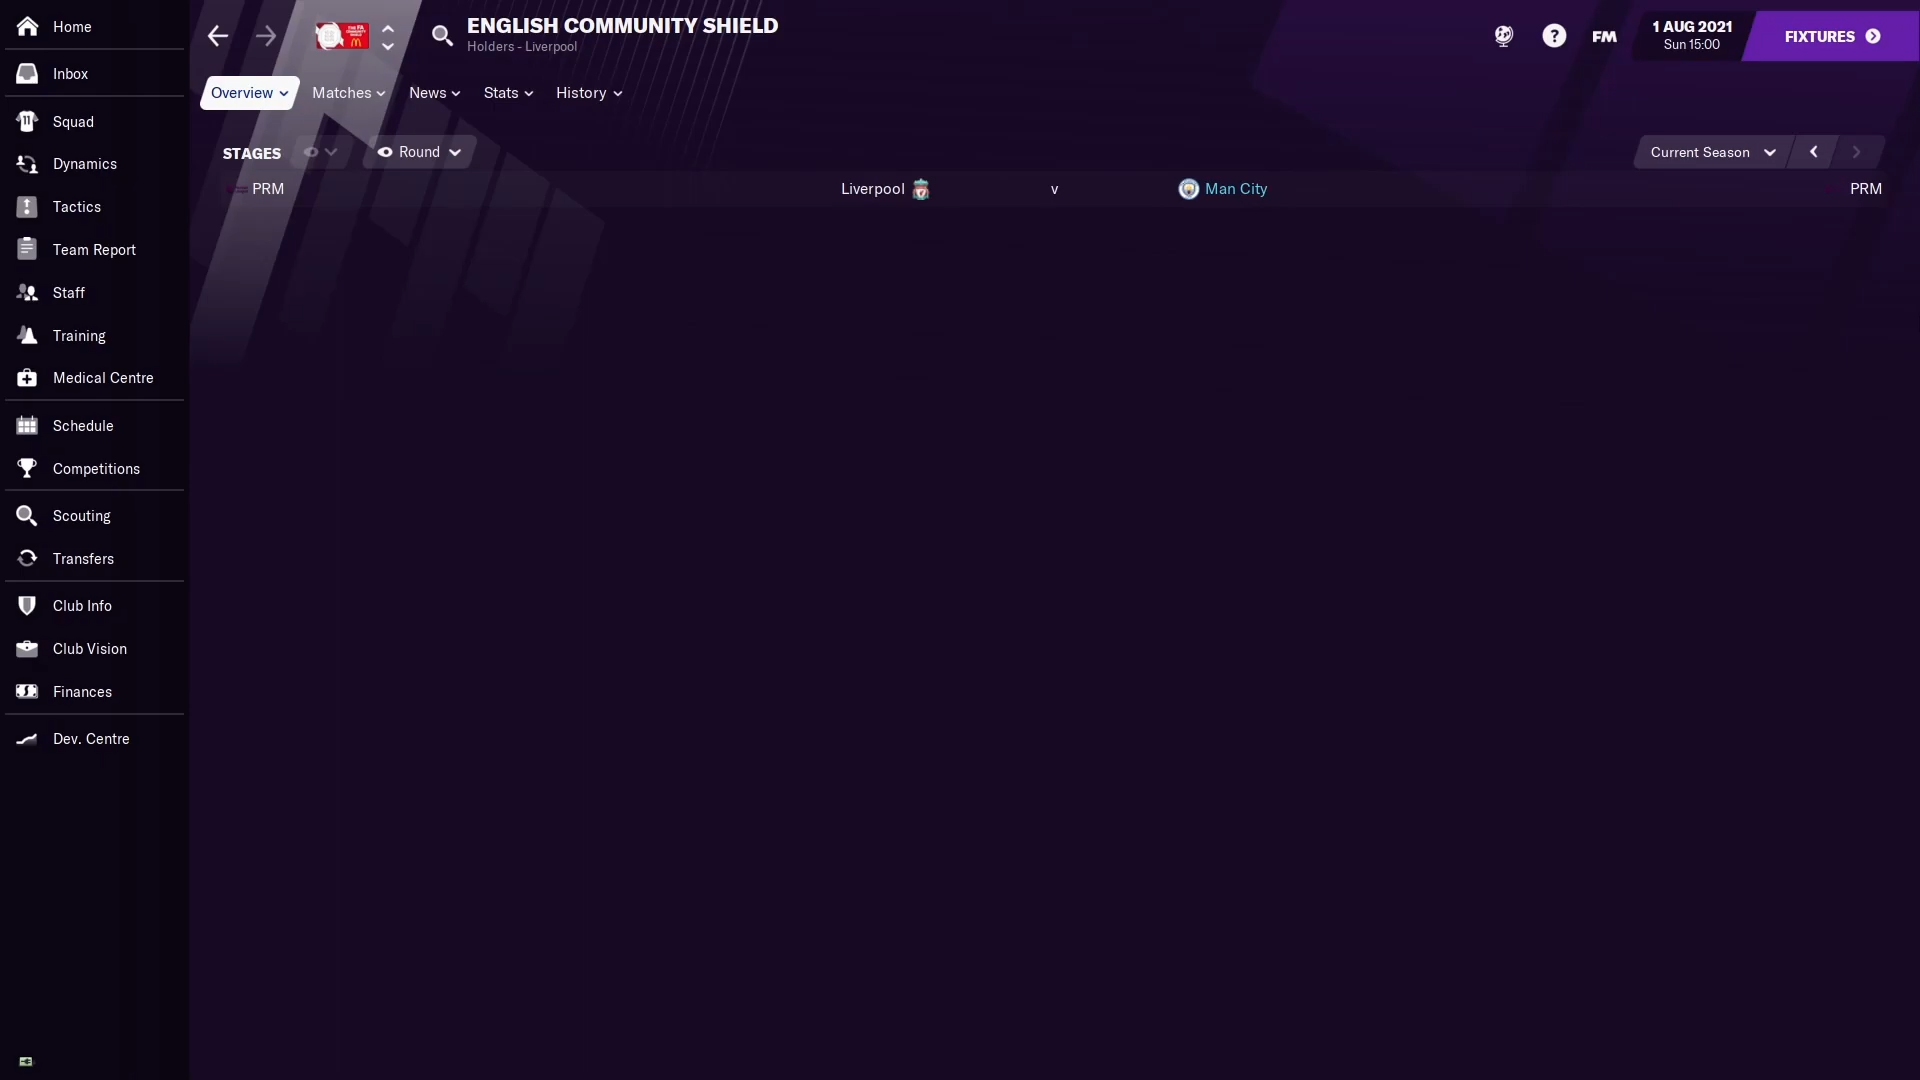 Home
Inbox
Squad
Dynamics
Tactics
Team Report
Staff
Training
Medical Centre
Schedule
Competitions
Scouting
Transfers
Club Info
Club Vision
Finances
Dev. Centre
ENGLISH COMMUNITY SHIELD
Holders - Liverpool
FM
1 AUG 2021
Sun 15:00
FIXTURES
Overview
Matches
News
Stats
History
STAGES
Round
Current Season
PRM
Liverpool
v
Man City
PRM